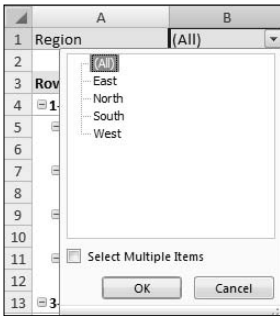 A B
1 Region (All)
2 (All)
East
3 Rov North
4 1- South
5 West
6
7
8
9
10
11 Select Multiple Items
12 OK Cancel
13 3-